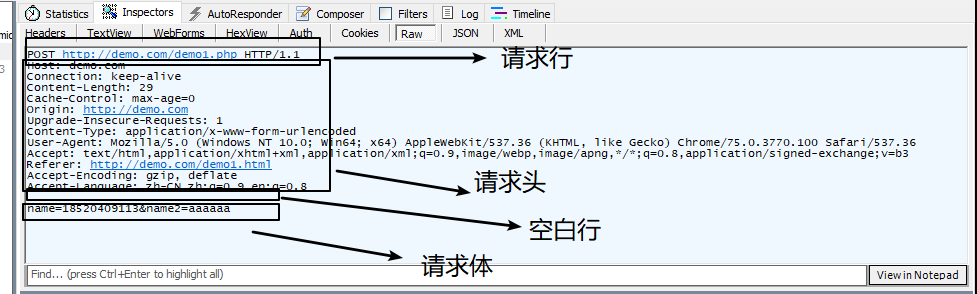 Statistics Inspectors AutoResponder Composer Filters Log Timeline
Headers TextView WebForms HexView Auth Cookies Raw JSON XML
POST http://demo.com/demo1.php HTTP/1.1
请求行
Host: demo.com
Connection: keep-alive
Content-Length: 29
Cache-Control: max-age=0
Origin: http://demo.com
Upgrade-Insecure-Requests: 1
Content-Type: application/x-www-form-urlencoded
User-Agent: Mozilla/5.0 (Windows NT 10.0; Win64; x64) AppleWebKit/537.36 (KHTML, like Gecko) Chrome/75.0.3770.100 Safari/537.36
Accept: text/html,application/xhtml+xml,application/xml;q=0.9,image/webp,image/apng,*/*;q=0.8,application/signed-exchange;v=b3
Referer: http://demo.com/demo1.html
Accept-Encoding: gzip, deflate
Accept-Language: zh-CN,zh;q=0.9,en;q=0.8
请求头
name=18520409113&name2=aaaaaa
空白行
请求体
Find... (press Ctrl+Enter to highlight all)
View in Notepad